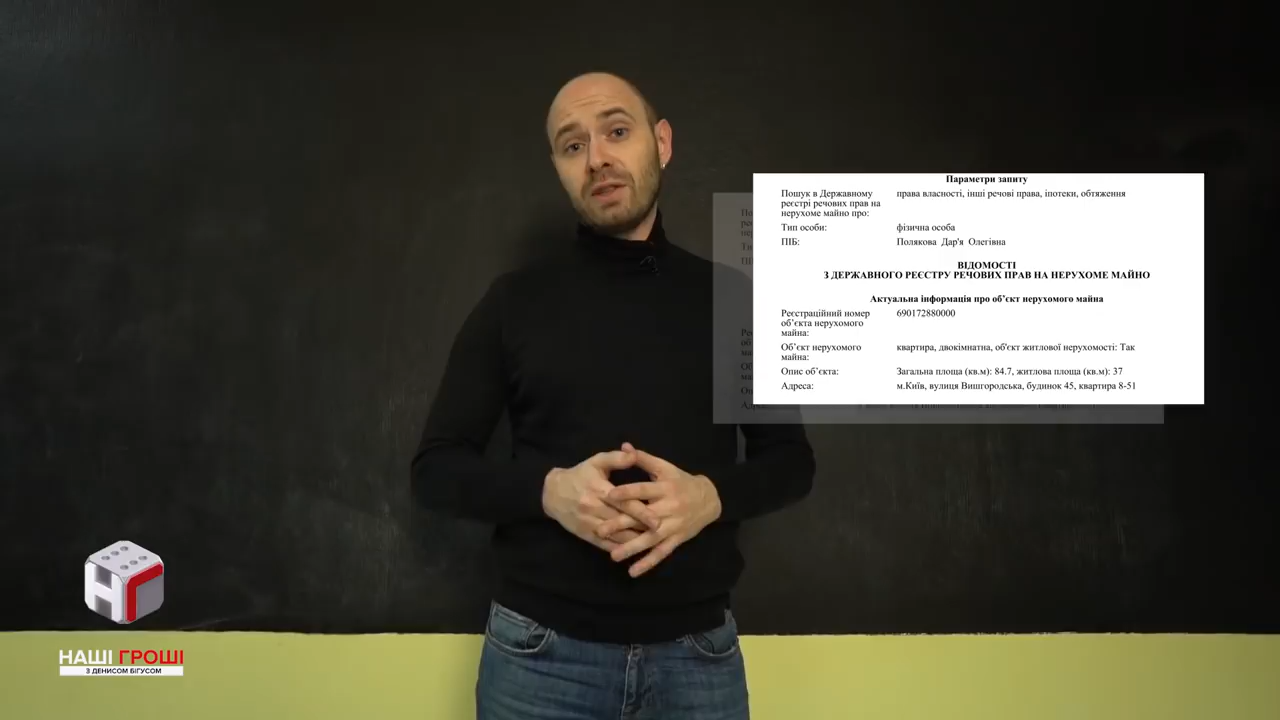 Параметри запиту
Пошук в Державному
реєстрі речових прав на
нерухоме майно про:
права власності, інші речові права, іпотеки, обтяження
Тип особи:
фізична особа
ПІБ:
Полякова Дар'я Олегівна
ВІДОМОСТІ
З ДЕРЖАВНОГО РЕЄСТРУ РЕЧОВИХ ПРАВ НА НЕРУХОМЕ МАЙНО
Актуальна інформація про об’єкт нерухомого майна
Реєстраційний номер
об’єкта нерухомого
майна:
690172880000
Об’єкт нерухомого
майна:
квартира, двокімнатна, об'єкт житлової нерухомості: Так
Опис об’єкта:
Загальна площа (кв.м): 84.7, житлова площа (кв.м): 37
Адреса:
м.Київ, вулиця Вишгородська, будинок 45, квартира 8-51
НАШІ ГРОШІ
З ДЕНИСОМ БІГУСОМ